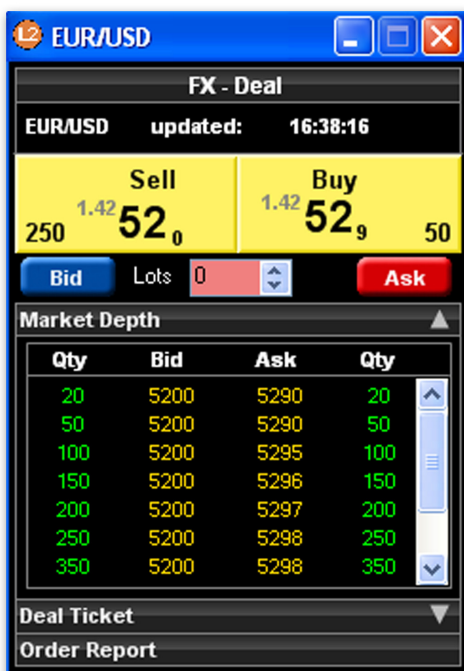 L2 EUR/USD
FX - Deal
EUR/USD updated: 16:38:16
Sell Buy
250 1.42 52 0 1.42 52 9 50
Bid Lots 0 Ask
Market Depth
Qty Bid Ask Qty
20 5200 5290 20
50 5200 5290 50
100 5200 5295 100
150 5200 5296 150
200 5200 5297 200
250 5200 5298 250
350 5200 5298 350
Deal Ticket
Order Report